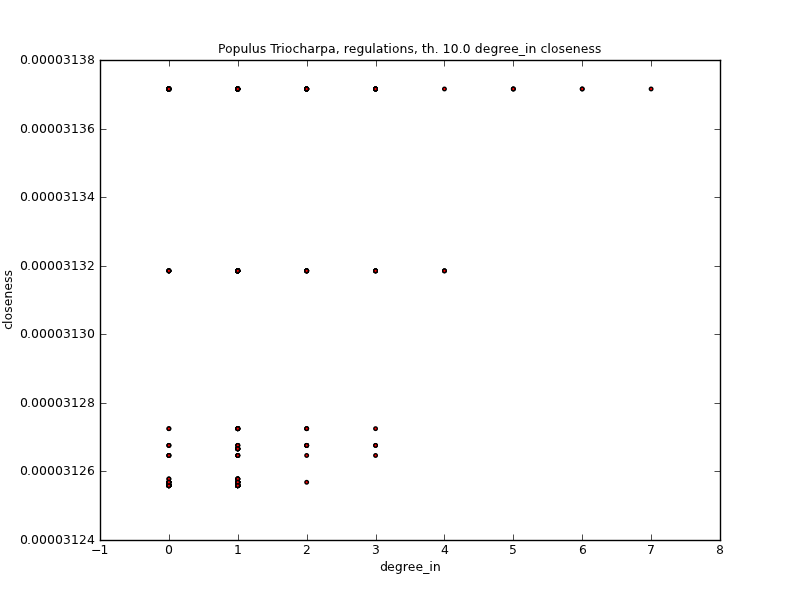 Populus Triocharpa, regulations, th. 10.0 degree_in closeness
0.00003138
0.00003136
0.00003134
0.00003132
0.00003130
0.00003128
0.00003126
0.00003124
closeness
−1 0 1 2 3 4 5 6 7 8
degree_in